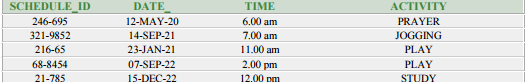 SCHEDULE_ID DATE_ TIME ACTIVITY
246-695 12-MAY-20 6.00 am PRAYER
321-9852 14-SEP-21 7.00 am JOGGING
216-65 23-JAN-21 11.00 am PLAY
68-8454 07-SEP-22 2.00 pm PLAY
21-785 15-DEC-22 12.00 pm STUDY